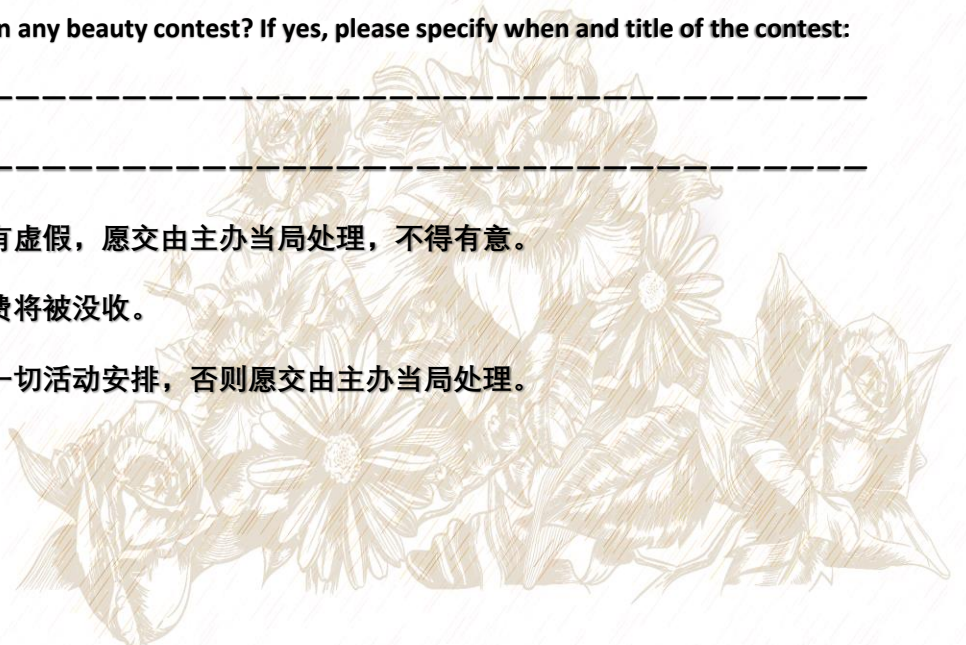 n any beauty contest? If yes, please specify when and title of the contest:
有虚假，愿交由主办当局处理，不得有意。
费将被没收。
一切活动安排，否则愿交由主办当局处理。